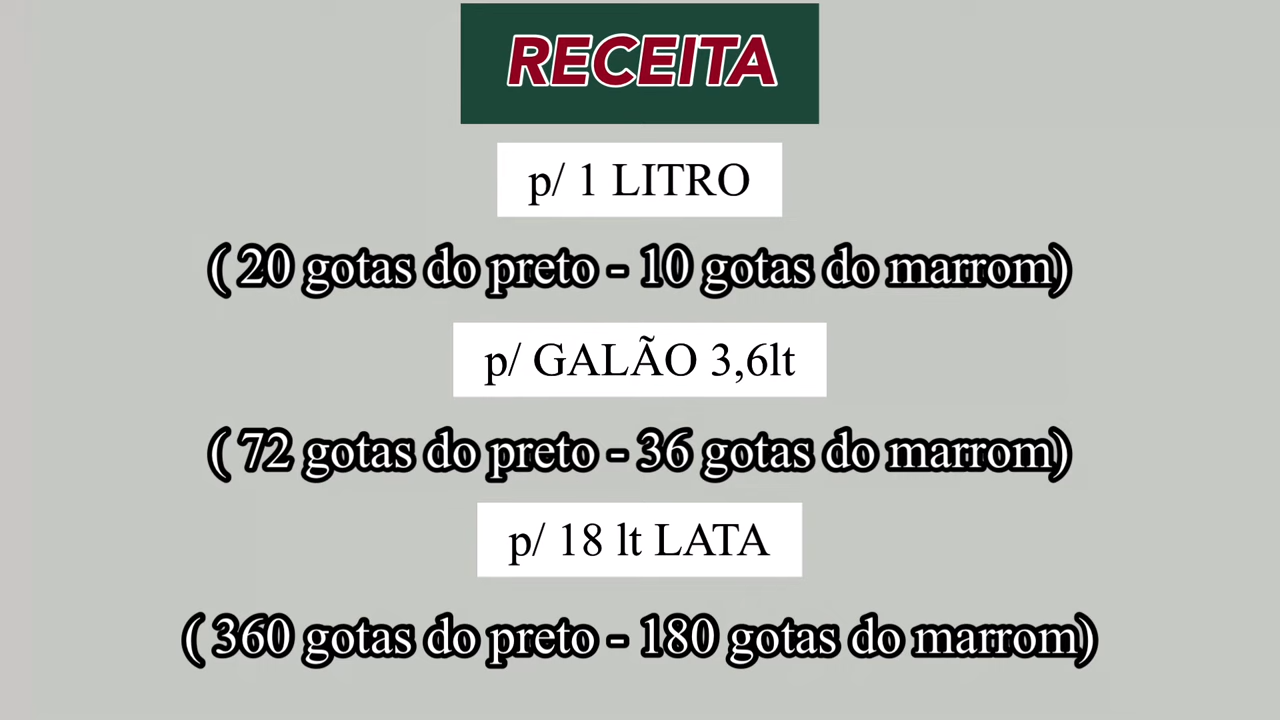 RECEITA
p/ 1 LITRO
( 20 gotas do preto - 10 gotas do marrom)
p/ GALÃO 3,6lt
( 72 gotas do preto - 36 gotas do marrom)
p/ 18 lt LATA
( 360 gotas do preto - 180 gotas do marrom)